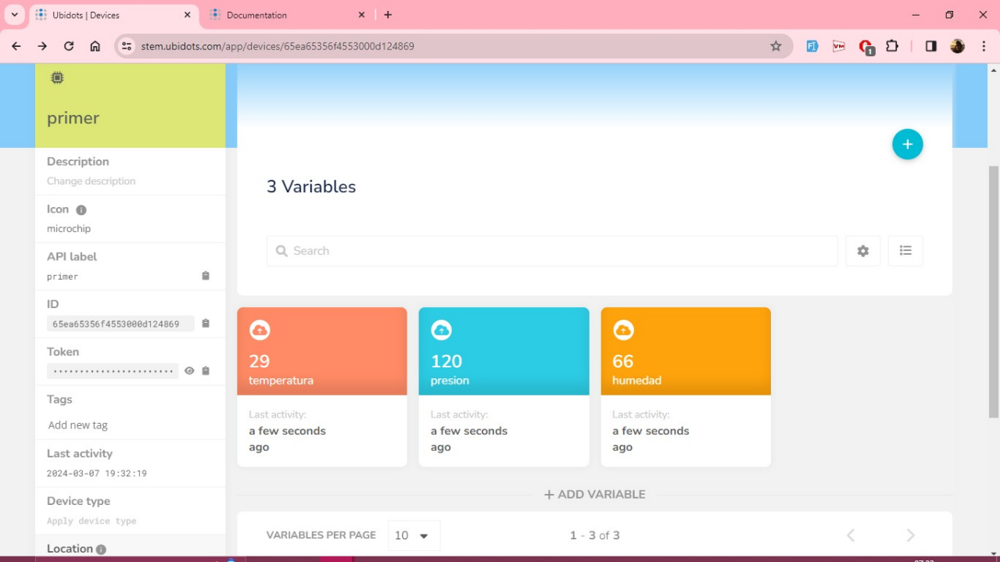 Ubidots | Devices
Documentation
stem.ubidots.com/app/devices/65ea65356f4553000d124869
1
primer
Description
Change description
Icon
microchip
API label
primer
ID
65ea65356f4553000d124869
Token
Tags
Add new tag
Last activity
2024-03-07 19:32:19
Device type
Apply device type
Location
3 Variables
Search
29
temperatura
Last activity:
a few seconds
ago
120
presion
Last activity:
a few seconds
ago
66
humedad
Last activity:
a few seconds
ago
+ ADD VARIABLE
VARIABLES PER PAGE 10
1 - 3 of 3